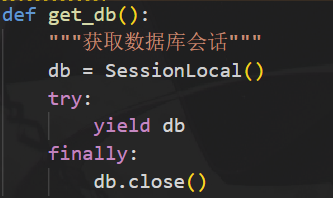 def get_db():
    """获取数据库会话"""
    db = SessionLocal()
    try:
        yield db
    finally:
        db.close()